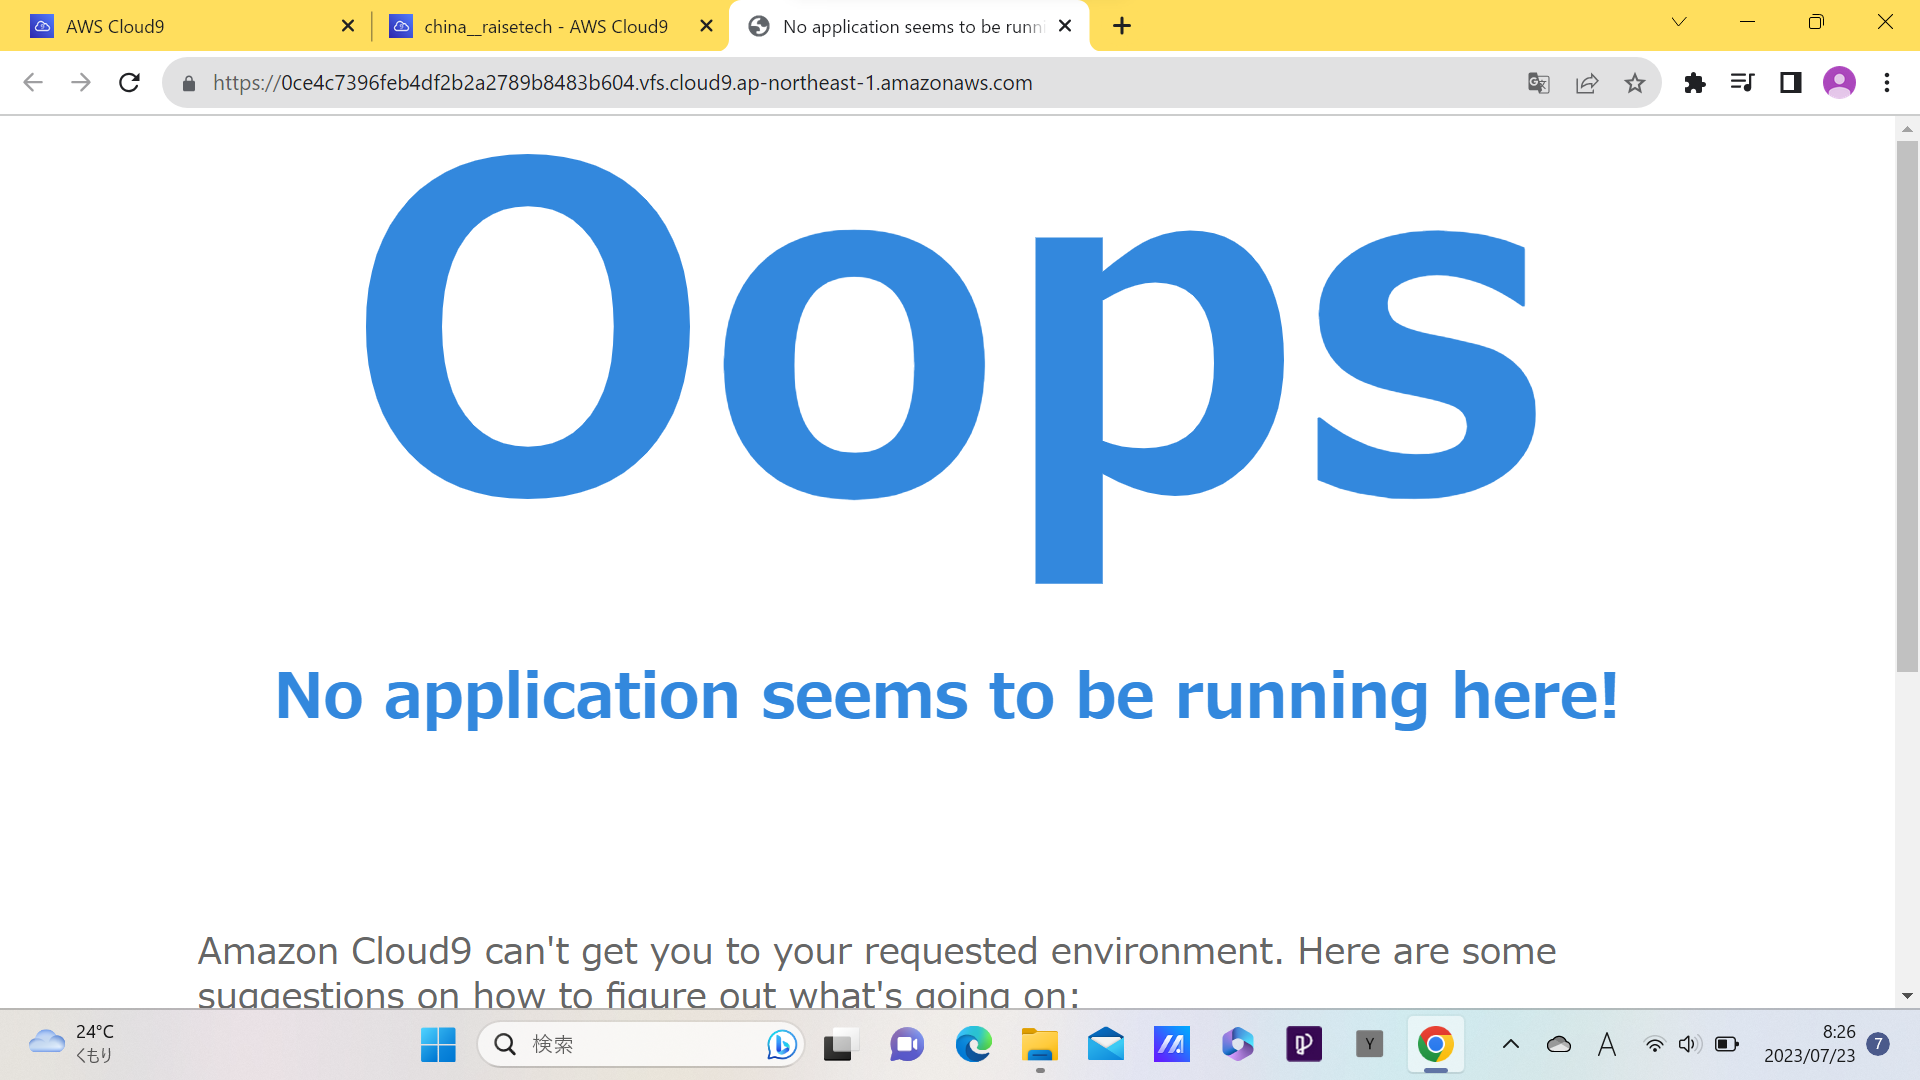 AWS Cloud9
china__raisetech - AWS Cloud9
No application seems to be runni
https://0ce4c7396feb4df2b2a2789b8483b604.vfs.cloud9.ap-northeast-1.amazonaws.com
Oops
No application seems to be running here!
Amazon Cloud9 can't get you to your requested environment. Here are some
suggestions on how to figure out what's going on:
24°C
くもり
検索
Y
A
8:26
2023/07/23
7